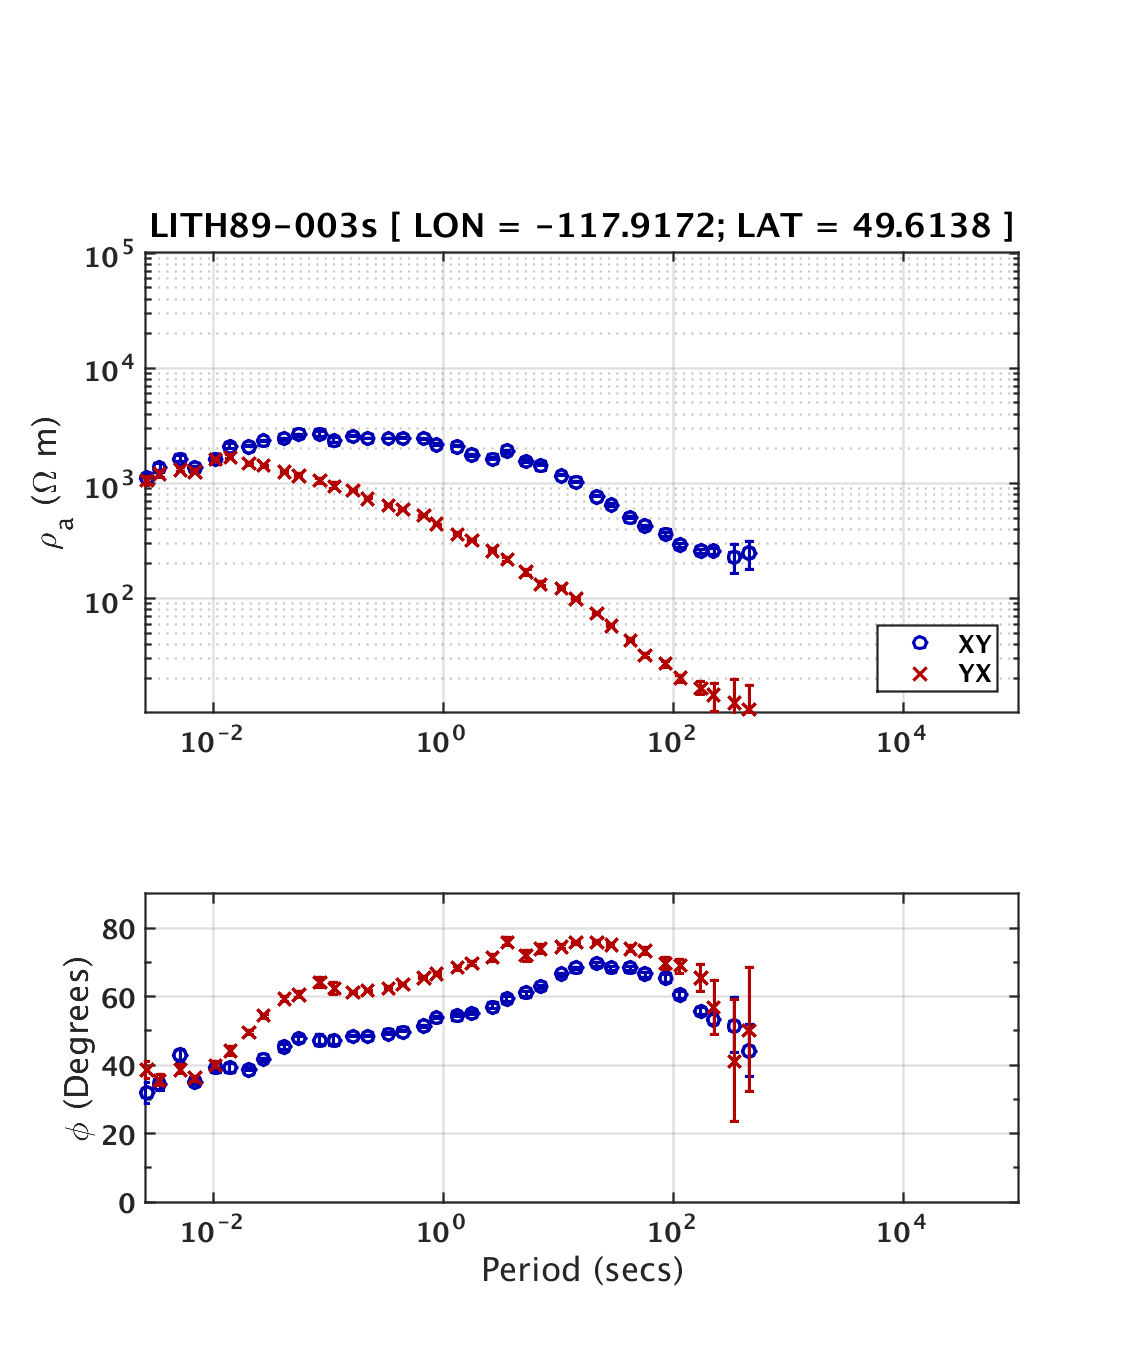 LITH89-003s [ LON = -117.9172; LAT = 49.6138 ]
10^5
10^4
10^3
10^2
ρa (Ω m)
XY
YX
10^-2 10^0 10^2 10^4
80
60
40
20
0
ϕ (Degrees)
10^-2 10^0 10^2 10^4
Period (secs)